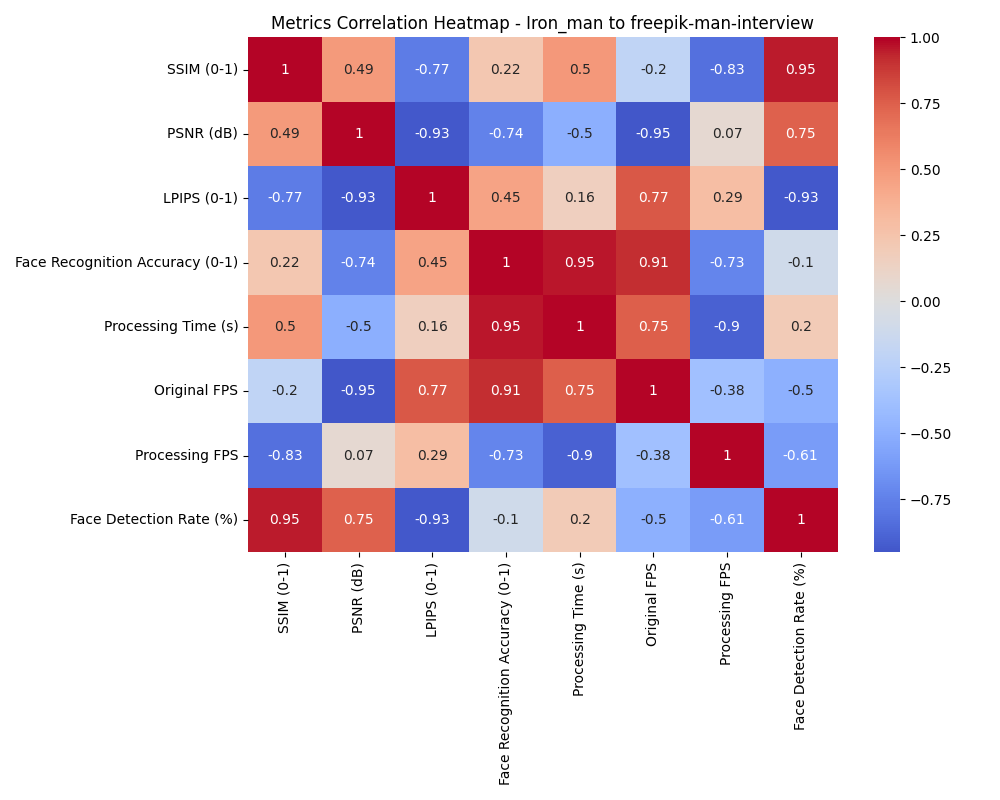 Metrics Correlation Heatmap - Iron_man to freepik-man-interview
SSIM (0-1) 1 0.49 -0.77 0.22 0.5 -0.2 -0.83 0.95
PSNR (dB) 0.49 1 -0.93 -0.74 -0.5 -0.95 0.07 0.75
LPIPS (0-1) -0.77 -0.93 1 0.45 0.16 0.77 0.29 -0.93
Face Recognition Accuracy (0-1) 0.22 -0.74 0.45 1 0.95 0.91 -0.73 -0.1
Processing Time (s) 0.5 -0.5 0.16 0.95 1 0.75 -0.9 0.2
Original FPS -0.2 -0.95 0.77 0.91 0.75 1 -0.38 -0.5
Processing FPS -0.83 0.07 0.29 -0.73 -0.9 -0.38 1 -0.61
Face Detection Rate (%) 0.95 0.75 -0.93 -0.1 0.2 -0.5 -0.61 1
SSIM (0-1)
PSNR (dB)
LPIPS (0-1)
Face Recognition Accuracy (0-1)
Processing Time (s)
Original FPS
Processing FPS
Face Detection Rate (%)
1.00
0.75
0.50
0.25
0.00
−0.25
−0.50
−0.75